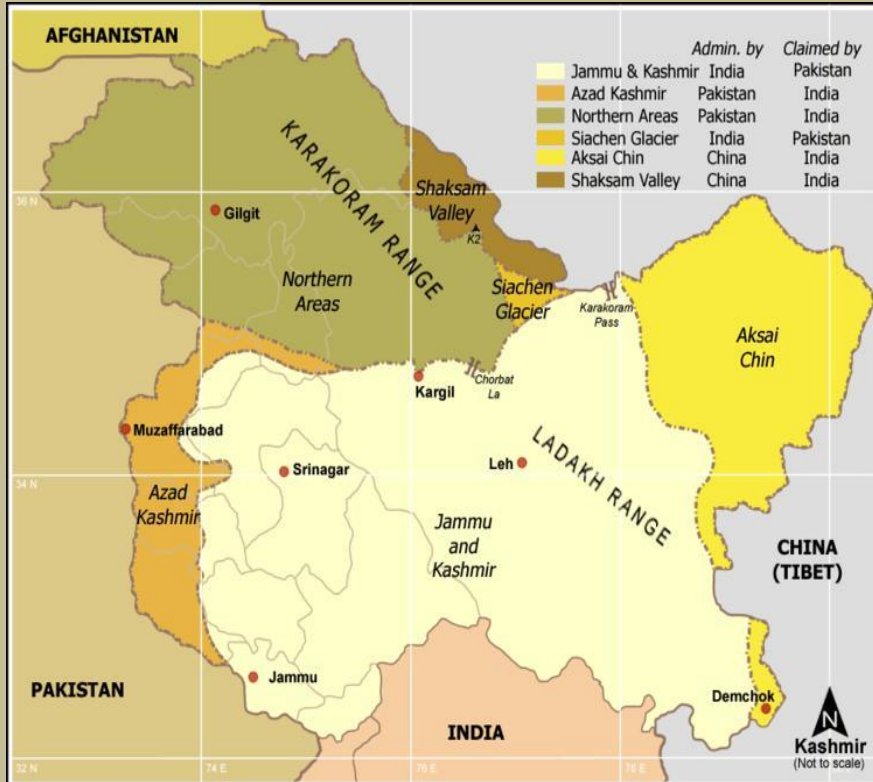 AFGHANISTAN
Admin. by Claimed by
Jammu & Kashmir India Pakistan
Azad Kashmir Pakistan India
Northern Areas Pakistan India
Siachen Glacier India Pakistan
Aksai Chin China India
Shaksam Valley China India
KARAKORAM RANGE
Shaksam
Valley
36 N
Gilgit
K2
Northern
Areas
Siachen
Glacier
Karakoram
Pass
Aksai
Chin
Kargil
Chorbat
La
Muzaffarabad
LADAKH RANGE
Srinagar
Leh
34 N
Azad
Kashmir
Jammu
and
Kashmir
CHINA
(TIBET)
Jammu
PAKISTAN
Demchok
INDIA
N
Kashmir
(Not to scale)
32 N
74 E
76 E
78 E